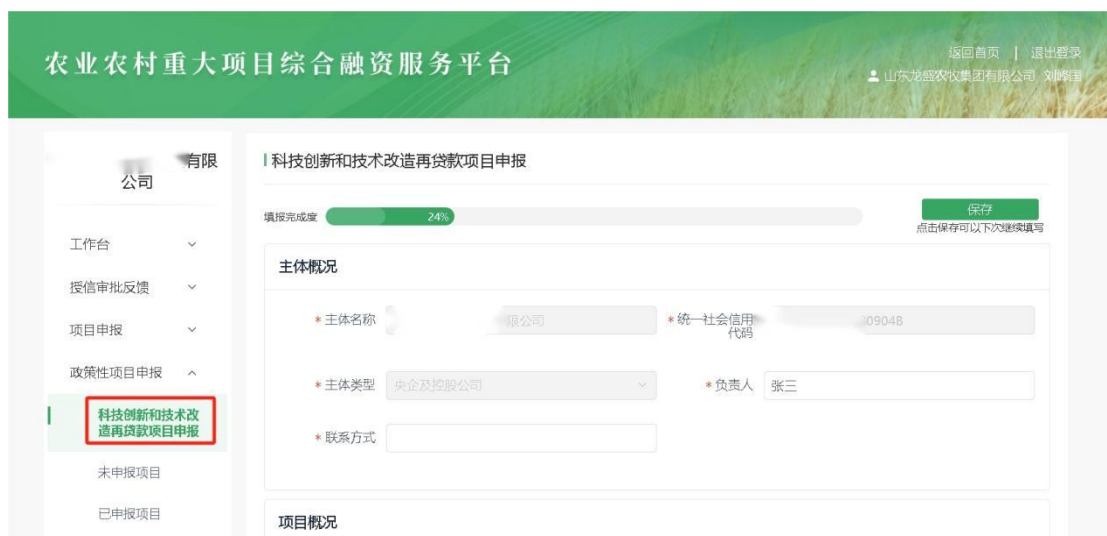 农业农村重大项目综合融资服务平台
返回首页 | 退出登录
山东龙盛农牧集团有限公司
有限
公司
科技创新和技术改造再贷款项目申报
填报完成度 24%
保存
点击保存可以下次继续填写
工作台
授信审批反馈
项目申报
政策性项目申报
科技创新和技术改
造再贷款项目申报
未申报项目
已申报项目
主体概况
* 主体名称 限公司
* 统一社会信用
代码
09048
* 主体类型 央企及控股公司
* 负责人 张三
* 联系方式
项目概况